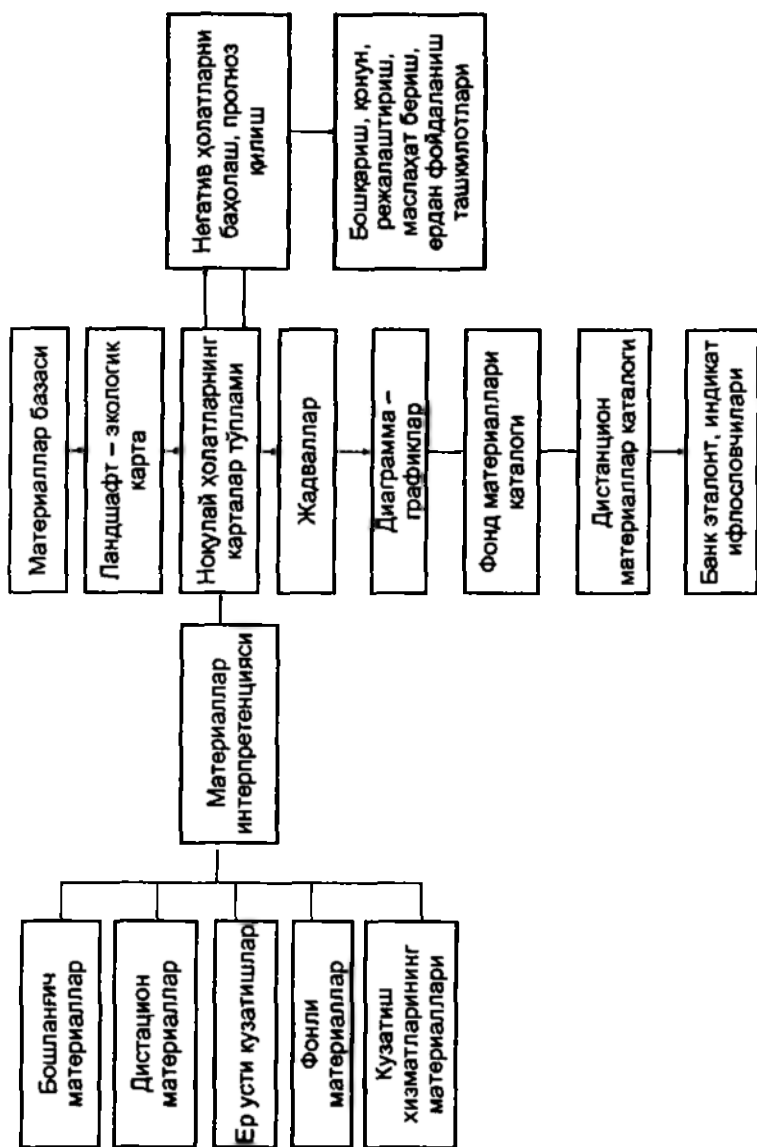 Бошланғич
материаллар
Дистацион
материаллар
Ер усти кузатишлар
Фонли
материаллар
Кузатиш
хизматларининг
материаллари
Материаллар
интерпретенцияси
Материаллар базаси
Ландшафт – экологик
карта
Нокулай ҳолатларнинг
карталар тўплами
Жадваллар
Диаграмма –
графиклар
Фонд материаллари
каталоги
Дистанцион
материаллар каталоги
Банк эталонт, индикат
ифлословчилари
Негатив ҳолатларни
баҳолаш, прогноз
қилиш
Бошқариш, қонун,
режалаштириш,
маслаҳат бериш,
ердан фойдаланиш
ташкилотлари